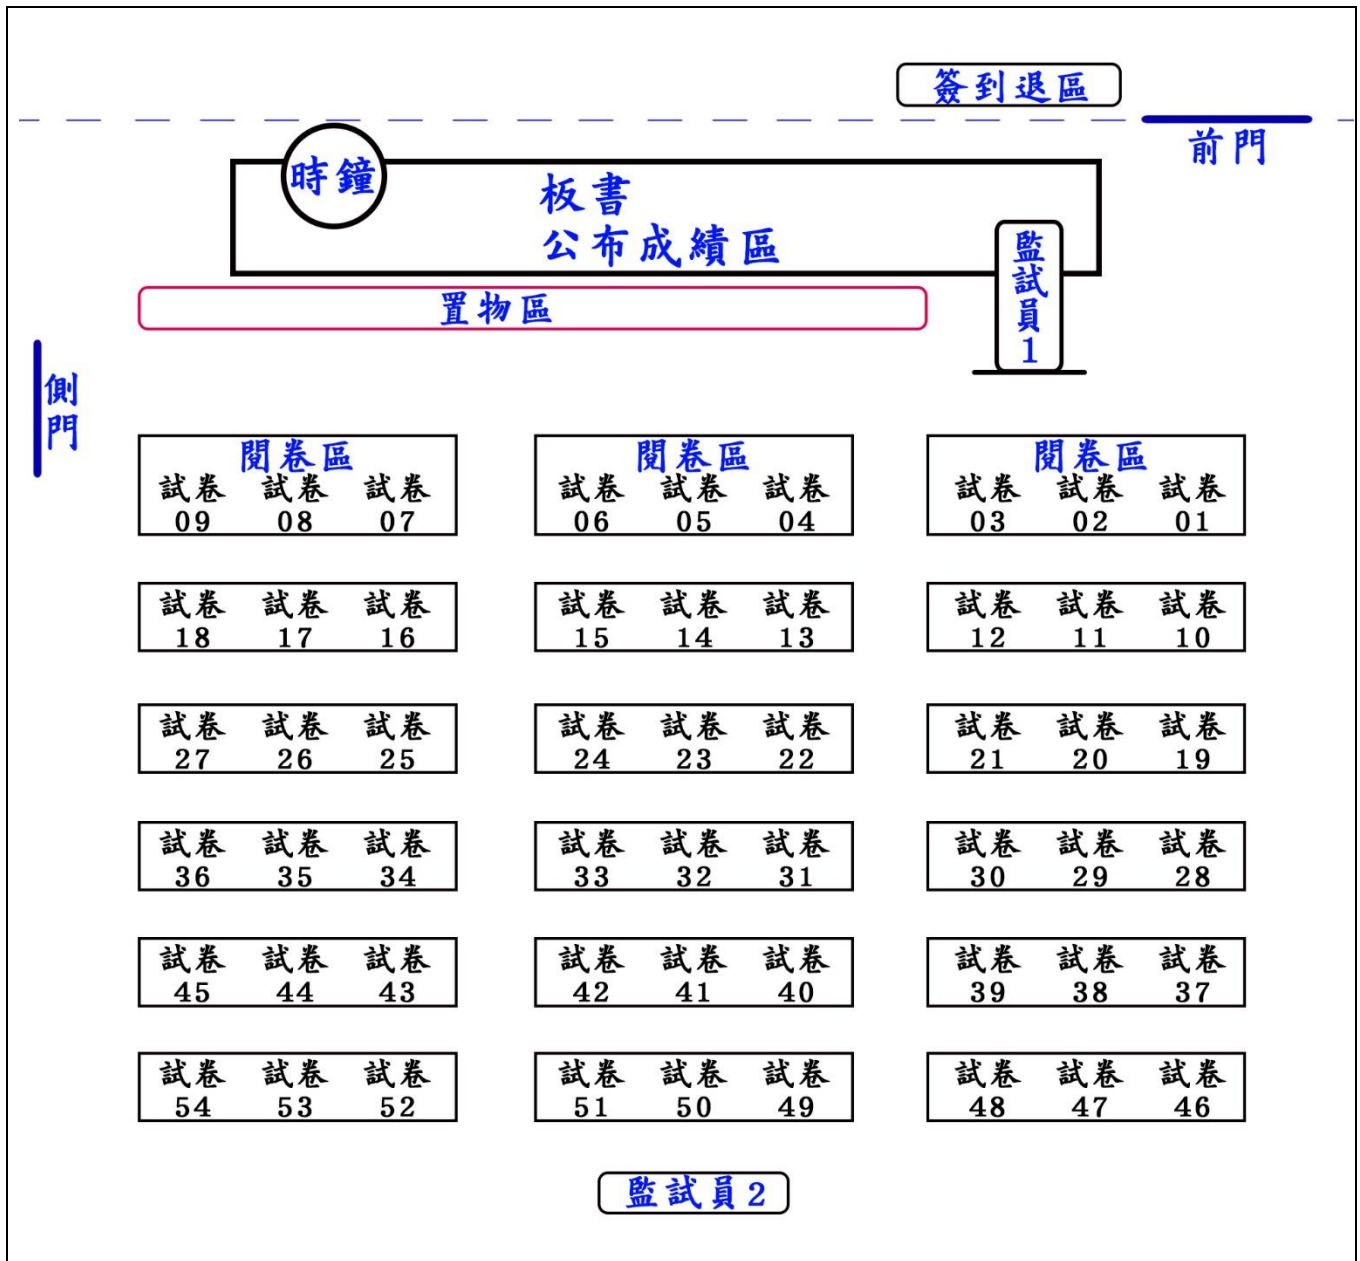 簽到退區
前門
時鐘
板書
公布成績區
監試員1
置物區
側門
閱卷區 閱卷區 閱卷區
試卷 試卷 試卷 試卷 試卷 試卷 試卷 試卷 試卷
09 08 07 06 05 04 03 02 01
試卷 試卷 試卷 試卷 試卷 試卷 試卷 試卷 試卷
18 17 16 15 14 13 12 11 10
試卷 試卷 試卷 試卷 試卷 試卷 試卷 試卷 試卷
27 26 25 24 23 22 21 20 19
試卷 試卷 試卷 試卷 試卷 試卷 試卷 試卷 試卷
36 35 34 33 32 31 30 29 28
試卷 試卷 試卷 試卷 試卷 試卷 試卷 試卷 試卷
45 44 43 42 41 40 39 38 37
試卷 試卷 試卷 試卷 試卷 試卷 試卷 試卷 試卷
54 53 52 51 50 49 48 47 46
監試員2